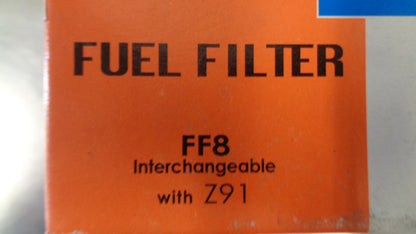 FUEL FILTER
FF8
Interchangeable
with Z91